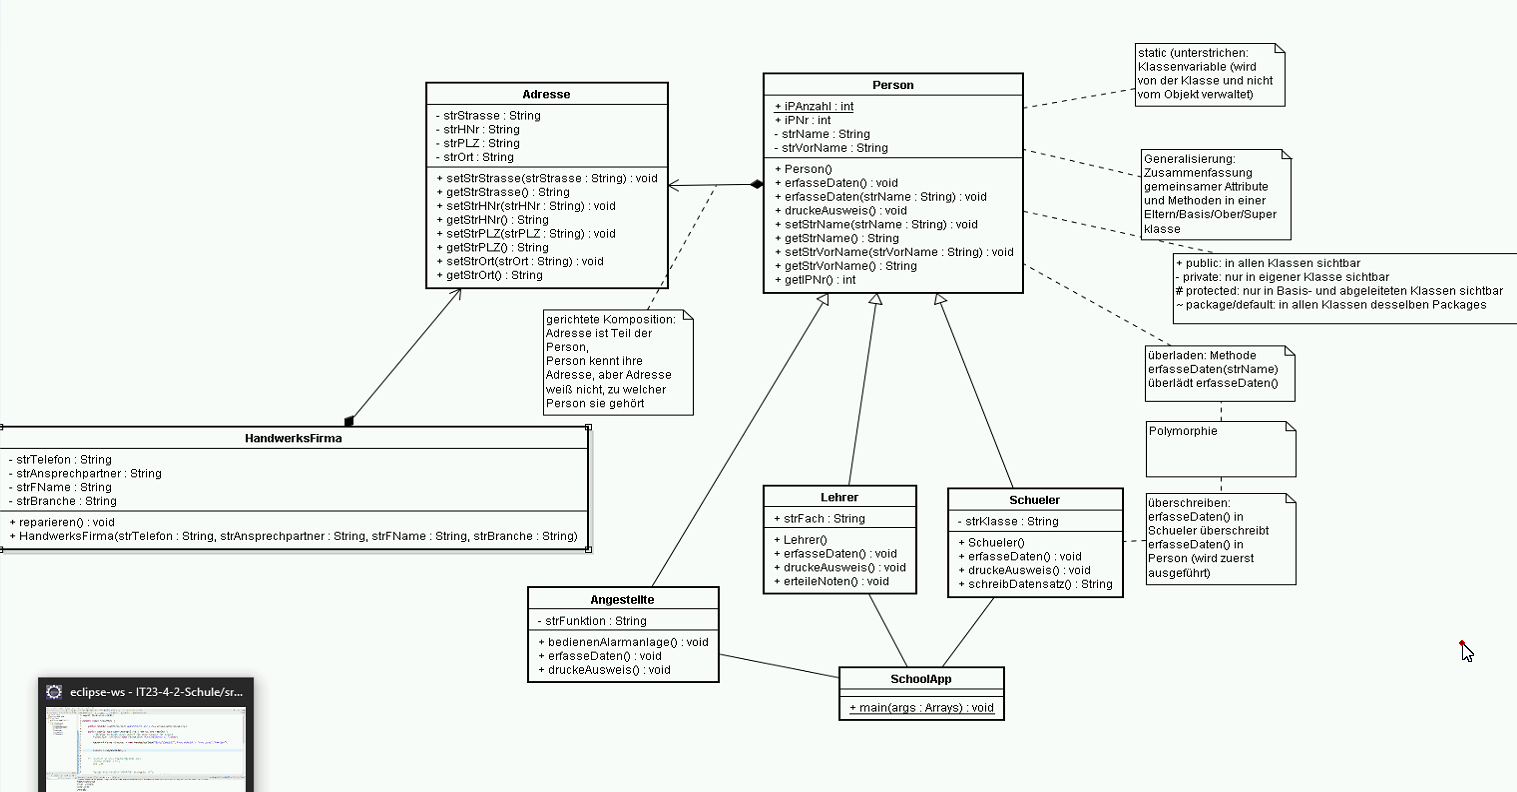 static (unterstrichen:
Klassenvariable (wird
von der Klasse und nicht
vom Objekt verwaltet)
Adresse
- strStrasse : String
- strHNr : String
- strPLZ : String
- strOrt : String
+ setStrStrasse(strStrasse : String) : void
+ getStrStrasse() : String
+ setStrHNr(strHNr : String) : void
+ getStrHNr() : String
+ setStrPLZ(strPLZ : String) : void
+ getStrPLZ() : String
+ setStrOrt(strOrt : String) : void
+ getStrOrt() : String
Person
+ iPAnzahl : int
+ iPNr : int
- strName : String
- strVorName : String
+ Person()
+ erfasseDaten() : void
+ erfasseDaten(strName : String) : void
+ druckeAusweis() : void
+ setStrName(strName : String) : void
+ getStrName() : String
+ setStrVorName(strVorName : String) : void
+ getStrVorName() : String
+ getIPNr() : int
Generalisierung:
Zusammenfassung
gemeinsamer Attribute
und Methoden in einer
Eltern/Basis/Ober/Super
klasse
+ public: in allen Klassen sichtbar
- private: nur in eigener Klasse sichtbar
# protected: nur in Basis- und abgeleiteten Klassen sichtbar
~ package/default: in allen Klassen desselben Packages
gerichtete Komposition:
Adresse ist Teil der
Person,
Person kennt ihre
Adresse, aber Adresse
weiß nicht, zu welcher
Person sie gehört
überladen: Methode
erfasseDaten(strName)
überlädt erfasseDaten()
Polymorphie
überschreiben:
erfasseDaten() in
Schueler überschreibt
erfasseDaten() in
Person (wird zuerst
ausgeführt)
HandwerksFirma
- strTelefon : String
- strAnsprechpartner : String
- strFName : String
- strBranche : String
+ reparieren() : void
+ HandwerksFirma(strTelefon : String, strAnsprechpartner : String, strFName : String, strBranche : String)
Lehrer
+ strFach : String
+ Lehrer()
+ erfasseDaten() : void
+ druckeAusweis() : void
+ erteileNoten() : void
Schueler
- strKlasse : String
+ Schueler()
+ erfasseDaten() : void
+ druckeAusweis() : void
+ schreibDatensatz() : String
Angestellte
- strFunktion : String
+ bedienenAlarmanlage() : void
+ erfasseDaten() : void
+ druckeAusweis() : void
SchoolApp
+ main(args : Arrays) : void
eclipse-ws - IT23-4-2-Schule/sr...